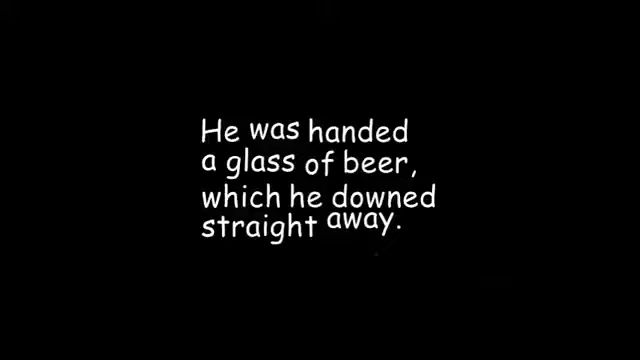 He was handed
a glass of beer,
which he downed
straight away.